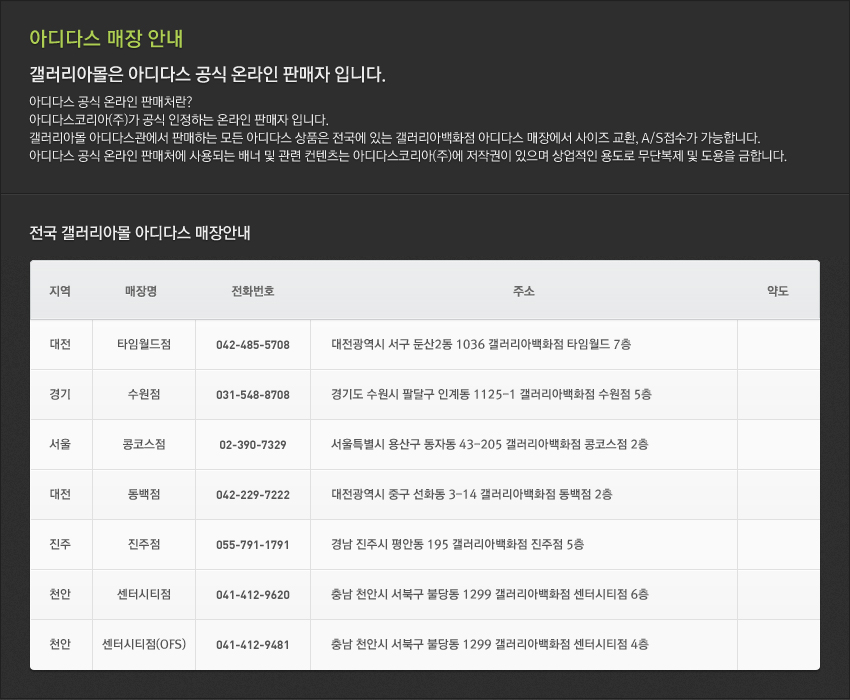 아디다스 매장 안내
갤러리아몰은 아디다스 공식 온라인 판매자 입니다.
아디다스 공식 온라인 판매처란?
아디다스코리아(주)가 공식 인정하는 온라인 판매자 입니다.
갤러리아몰 아디다스관에서 판매하는 모든 아디다스 상품은 전국에 있는 갤러리아백화점 아디다스 매장에서 사이즈 교환, A/S접수가 가능합니다.
아디다스 공식 온라인 판매처에 사용되는 배너 및 관련 컨텐츠는 아디다스코리아(주)에 저작권이 있으며 상업적인 용도로 무단복제 및 도용을 금합니다.
전국 갤러리아몰 아디다스 매장안내
지역 매장명 전화번호 주소 약도
대전 타임월드점 042-485-5708 대전광역시 서구 둔산2동 1036 갤러리아백화점 타임월드 7층
경기 수원점 031-548-8708 경기도 수원시 팔달구 인계동 1125-1 갤러리아백화점 수원점 5층
서울 콩코스점 02-390-7329 서울특별시 용산구 동자동 43-205 갤러리아백화점 콩코스점 2층
대전 동백점 042-229-7222 대전광역시 중구 선화동 3-14 갤러리아백화점 동백점 2층
진주 진주점 055-791-1791 경남 진주시 평안동 195 갤러리아백화점 진주점 5층
천안 센터시티점 041-412-9620 충남 천안시 서북구 불당동 1299 갤러리아백화점 센터시티점 6층
천안 센터시티점(OFS) 041-412-9481 충남 천안시 서북구 불당동 1299 갤러리아백화점 센터시티점 4층